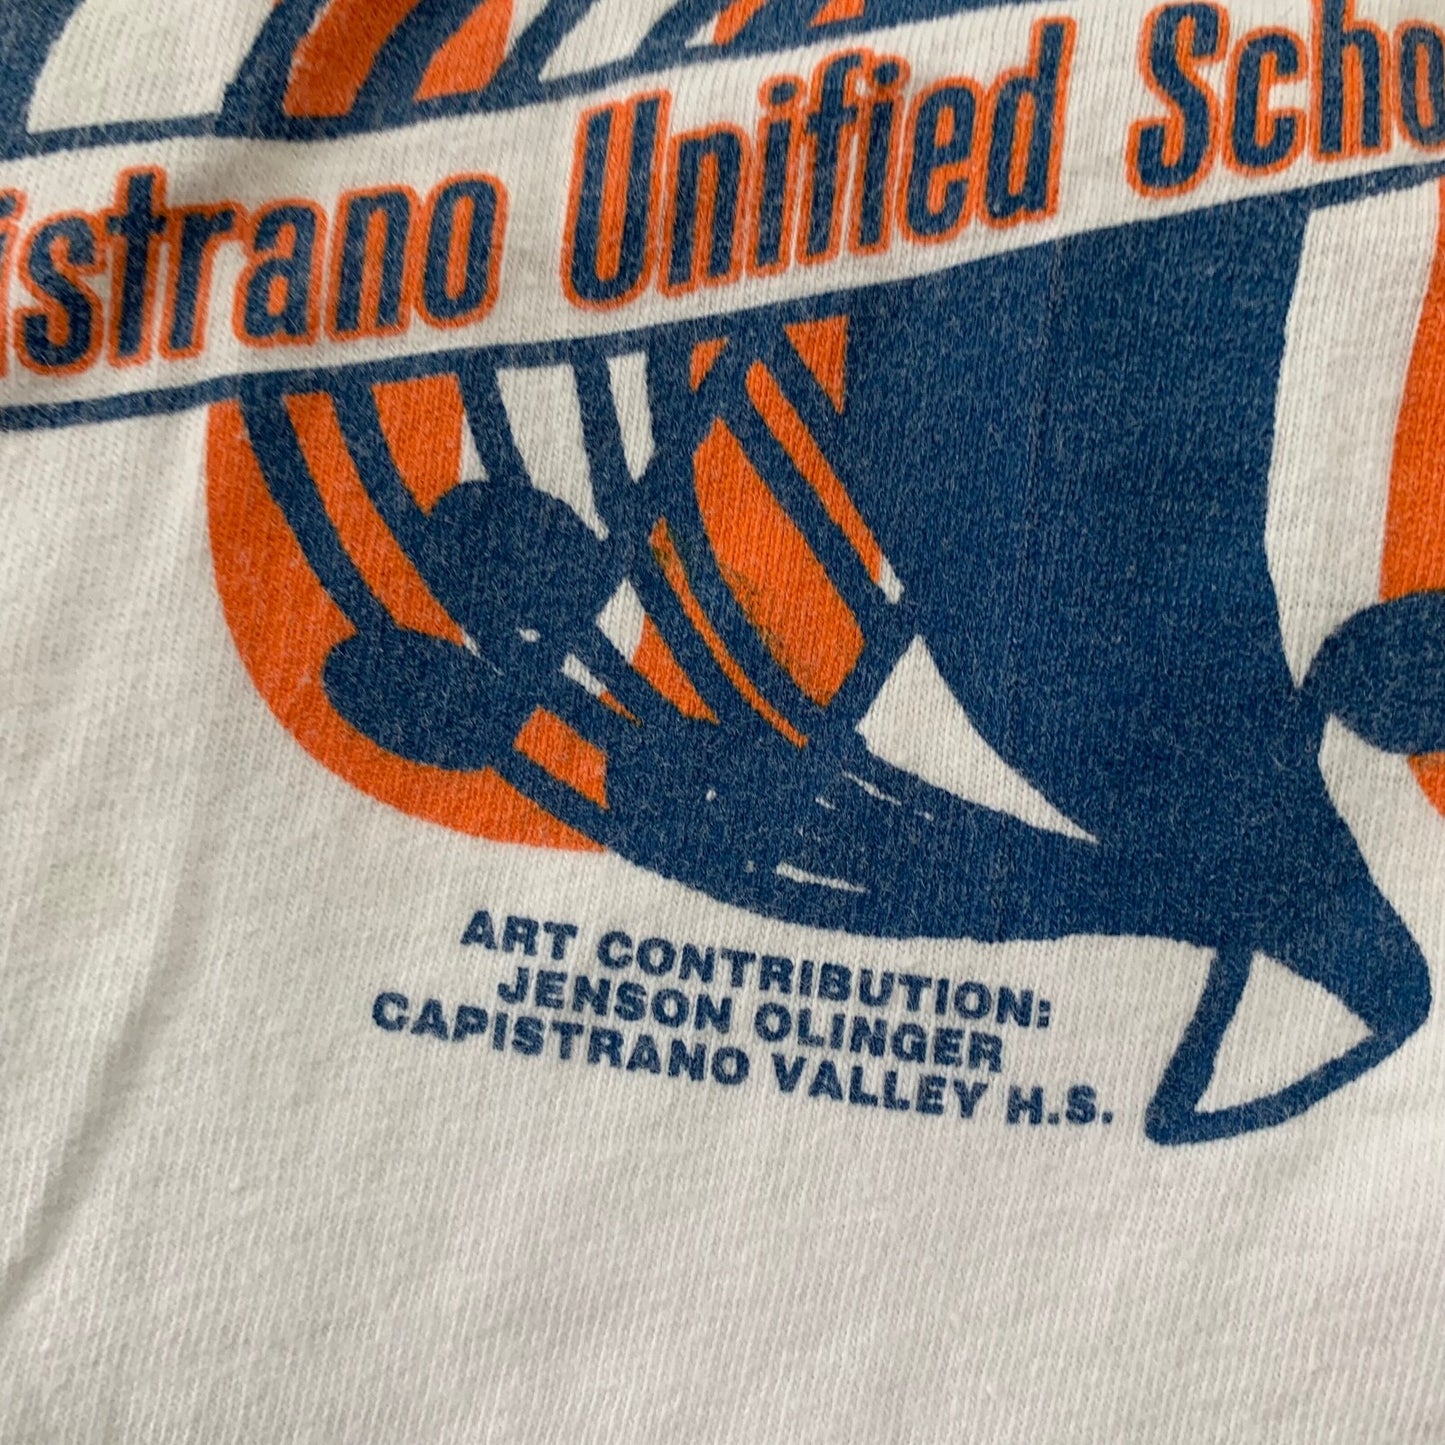 istrano Unified Scho
ART CONTRIBUTION:
JENSON OLINGER
CAPISTRANO VALLEY H.S.